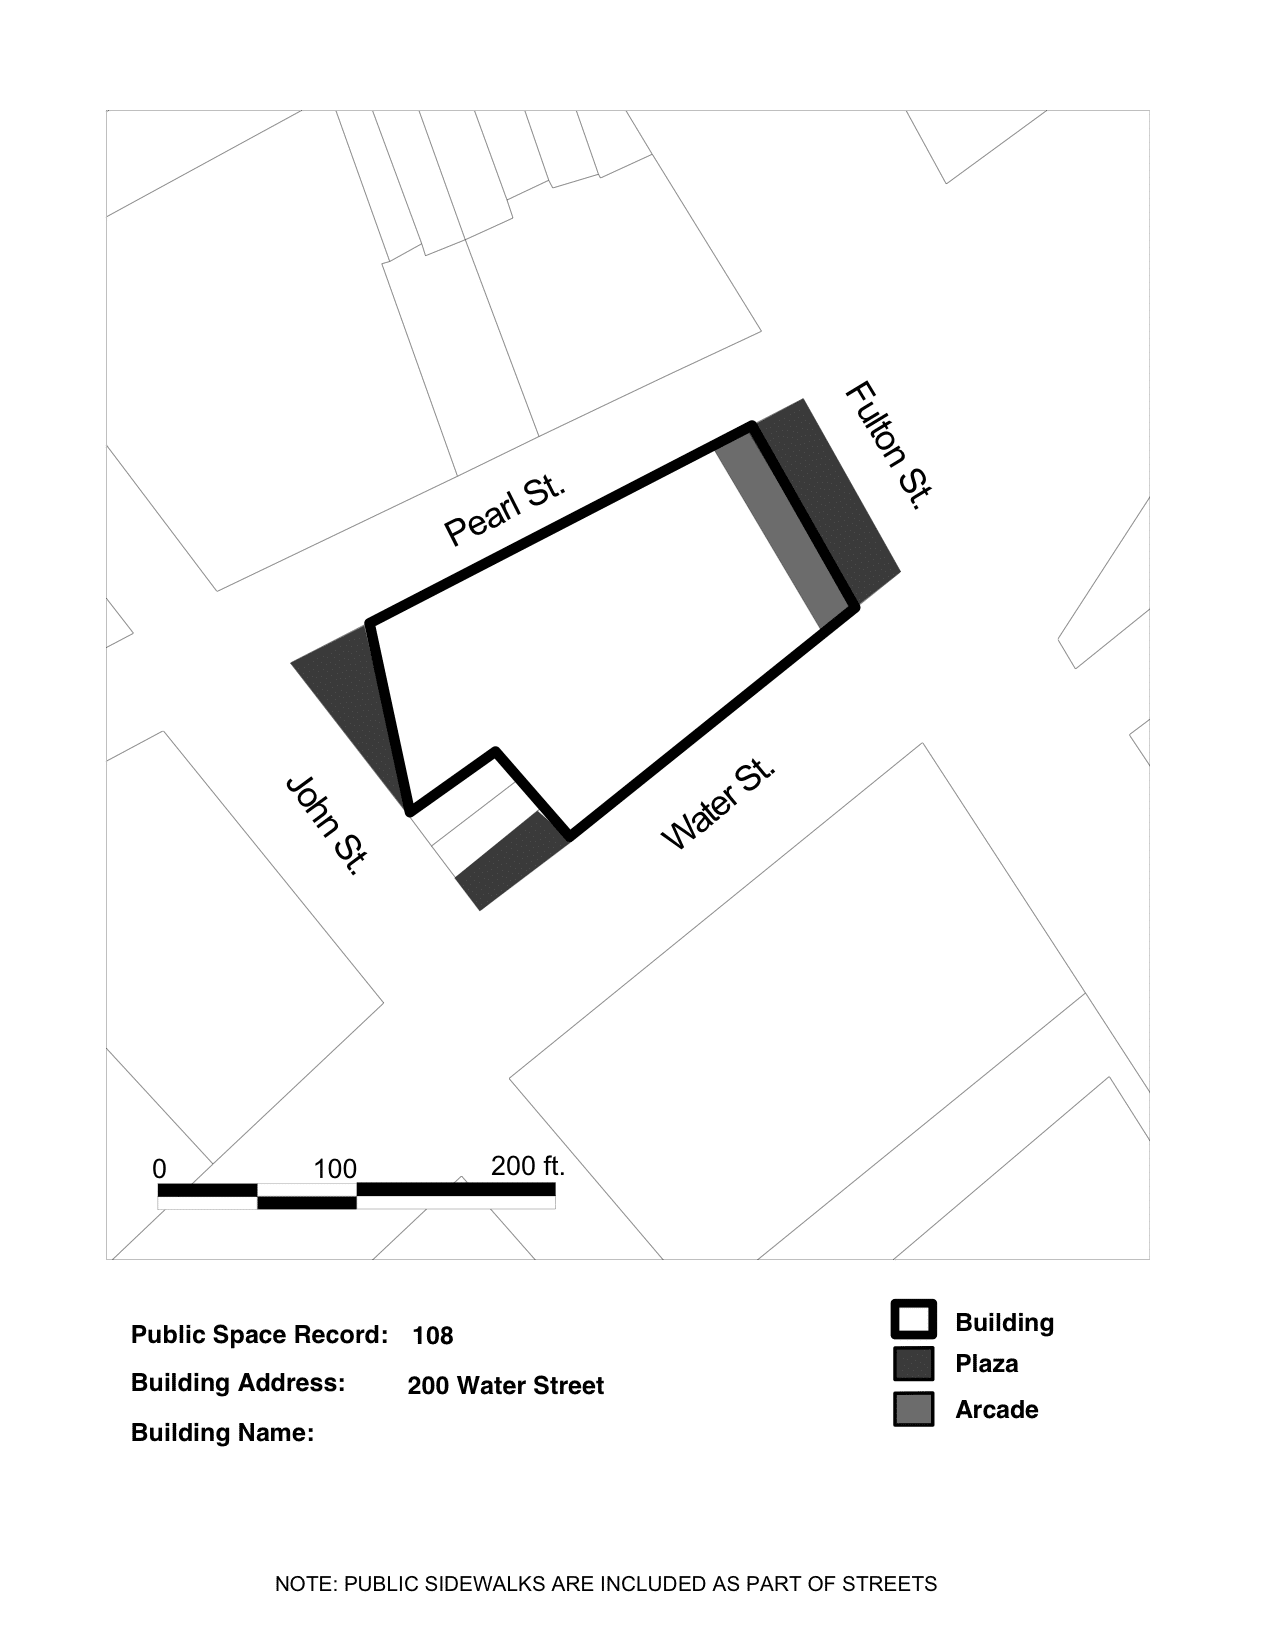 Fulton St.
Pearl St.
John St.
Water St.
0 100 200 ft.
Public Space Record: 108
Building Address: 200 Water Street
Building Name:
Building
Plaza
Arcade
NOTE: PUBLIC SIDEWALKS ARE INCLUDED AS PART OF STREETS